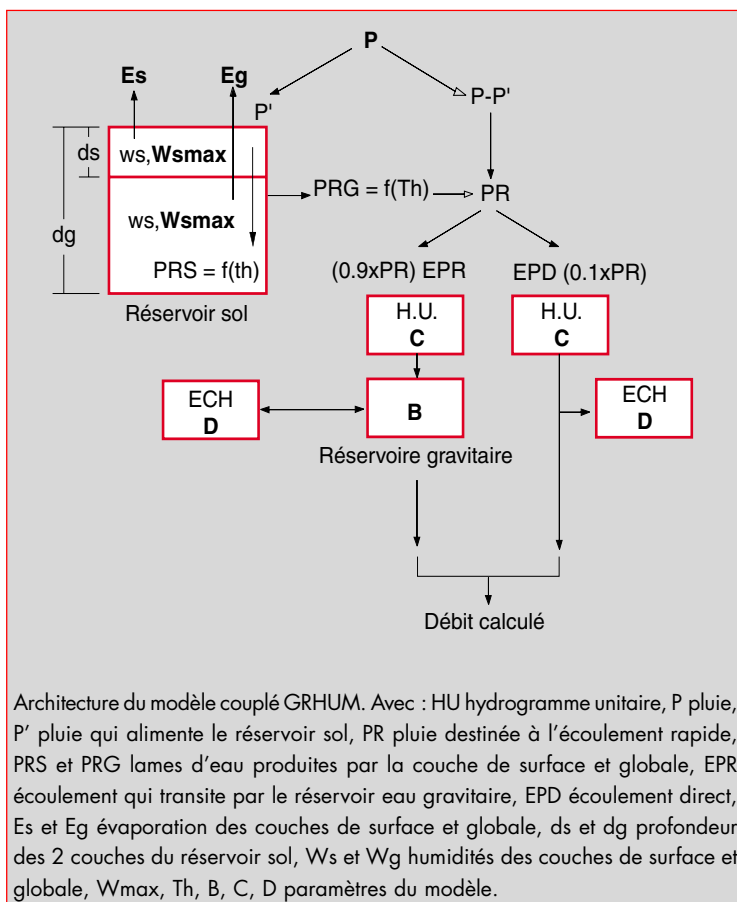 P
Es
Eg
P'
P-P'
ds
ws,Wsmax
dg
PRG = f(Th)
PR
ws,Wsmax
PRS = f(th)
(0.9xPR) EPR
EPD (0.1xPR)
Réservoir sol
H.U.
C
H.U.
C
ECH
D
B
ECH
D
Réservoire gravitaire
Débit calculé
Architecture du modèle couplé GRHUM. Avec : HU hydrogramme unitaire, P pluie,
P’ pluie qui alimente le réservoir sol, PR pluie destinée à l’écoulement rapide,
PRS et PRG lames d’eau produites par la couche de surface et globale, EPR
écoulement qui transite par le réservoir eau gravitaire, EPD écoulement direct,
Es et Eg évaporation des couches de surface et globale, ds et dg profondeur
des 2 couches du réservoir sol, Ws et Wg humidités des couches de surface et
globale, Wmax, Th, B, C, D paramètres du modèle.